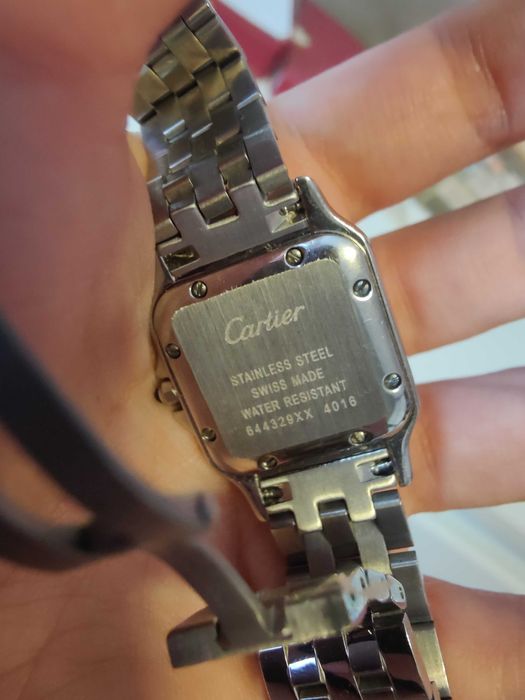 Cartier
STAINLESS STEEL
SWISS MADE
WATER RESISTANT
644329XX 4016